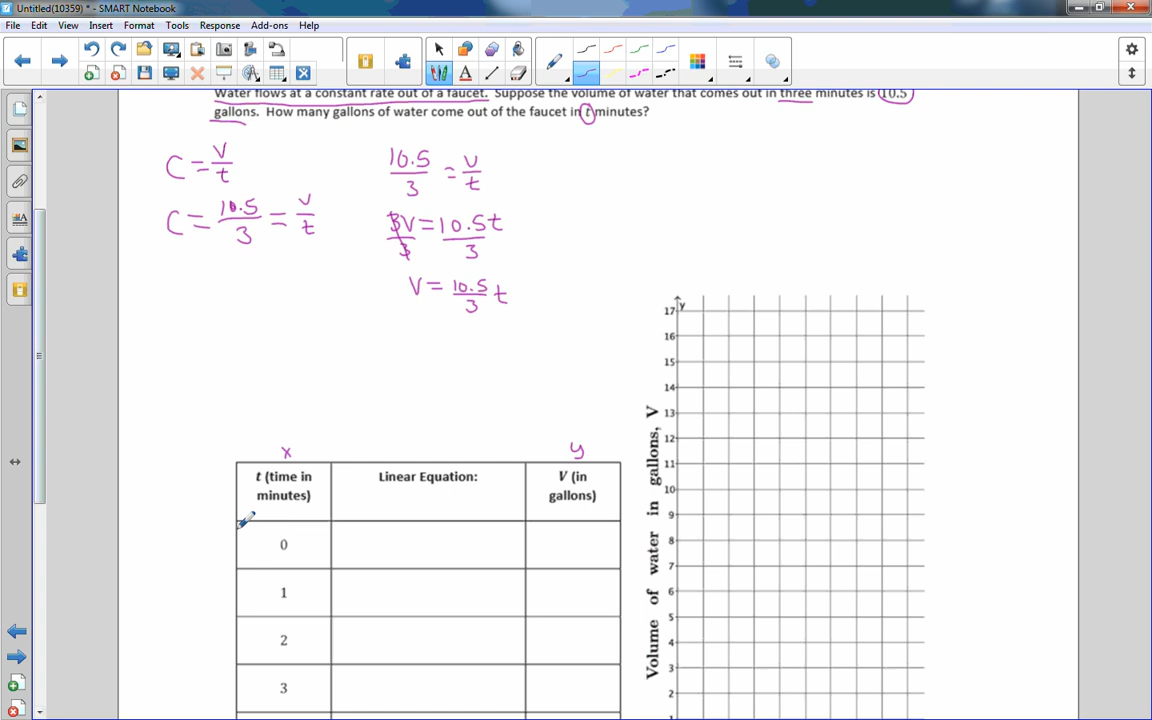 Untitled(10359) * - SMART Notebook
File Edit View Insert Format Tools Response Add-ons Help
Water flows at a constant rate out of a faucet. Suppose the volume of water that comes out in three minutes is 10.5
gallons. How many gallons of water come out of the faucet in t minutes?
C = V/t
C = 10.5/3 = V/t
10.5/3 = V/t
3V/3 = 10.5t/3
V = 10.5/3 t
x y
t (time in minutes) Linear Equation: V (in gallons)
0
1
2
3
y
17
16
15
14
13
12
11
10
9
8
7
6
5
4
3
2
Volume of water in gallons, V